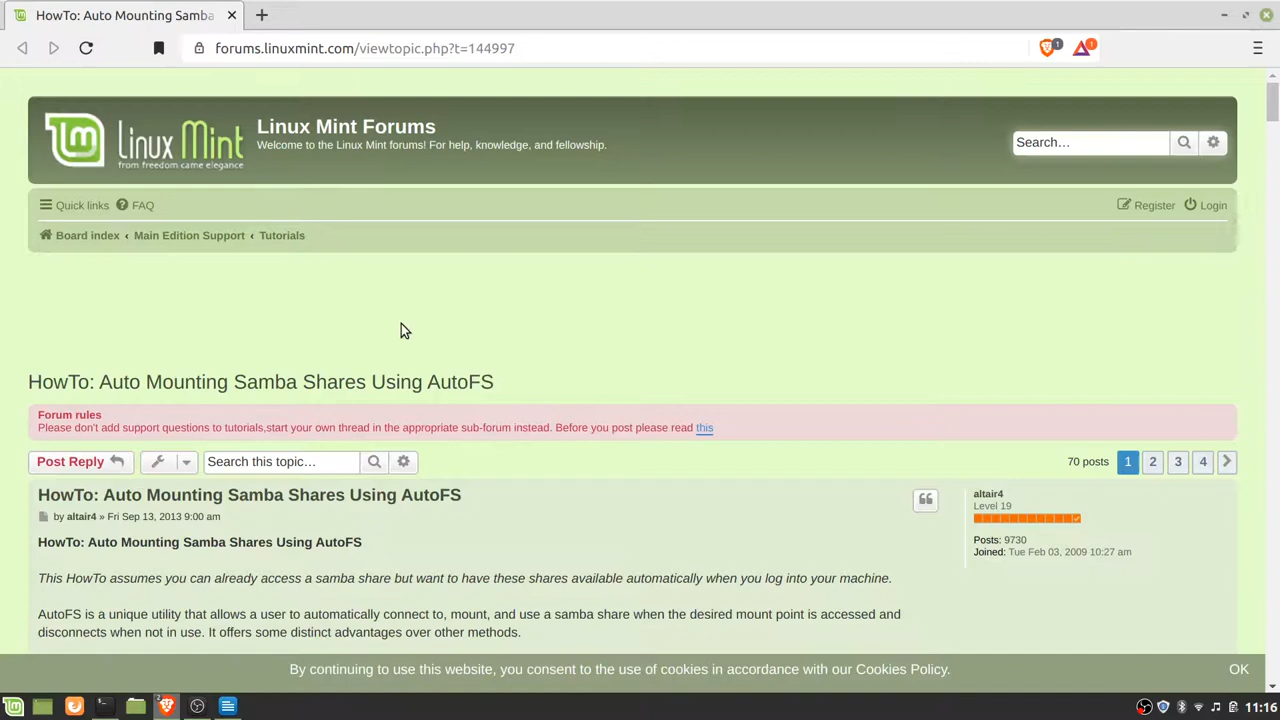 HowTo: Auto Mounting Samba
forums.linuxmint.com/viewtopic.php?t=144997
1
1
Linux Mint
from freedom came elegance
Linux Mint Forums
Welcome to the Linux Mint forums! For help, knowledge, and fellowship.
Search…
Quick links FAQ
Register Login
Board index ‹ Main Edition Support ‹ Tutorials
HowTo: Auto Mounting Samba Shares Using AutoFS
Forum rules
Please don't add support questions to tutorials,start your own thread in the appropriate sub-forum instead. Before you post please read this
Post Reply Search this topic… 70 posts 1 2 3 4
HowTo: Auto Mounting Samba Shares Using AutoFS
by altair4 » Fri Sep 13, 2013 9:00 am
HowTo: Auto Mounting Samba Shares Using AutoFS
This HowTo assumes you can already access a samba share but want to have these shares available automatically when you log into your machine.
AutoFS is a unique utility that allows a user to automatically connect to, mount, and use a samba share when the desired mount point is accessed and
disconnects when not in use. It offers some distinct advantages over other methods.
altair4
Level 19
Posts: 9730
Joined: Tue Feb 03, 2009 10:27 am
By continuing to use this website, you consent to the use of cookies in accordance with our Cookies Policy. OK
2
11:16